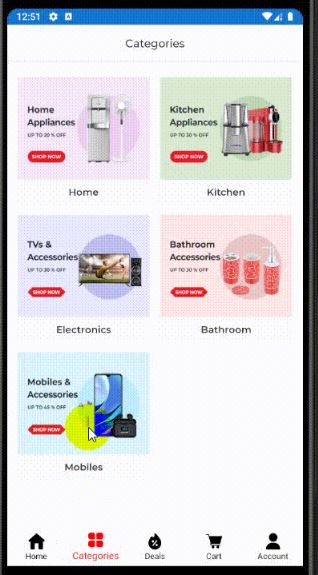 12:51
Categories
Home
Appliances
UP TO 20 % OFF
SHOP NOW
Home
Kitchen
Appliances
UP TO 30 % OFF
SHOP NOW
Kitchen
TVs &
Accessories
UP TO 30 % OFF
SHOP NOW
Electronics
Bathroom
Accessories
UP TO 30 % OFF
SHOP NOW
Bathroom
Mobiles &
Accessories
UP TO 45 % OFF
SHOP NOW
Mobiles
Home
Categories
Deals
Cart
Account